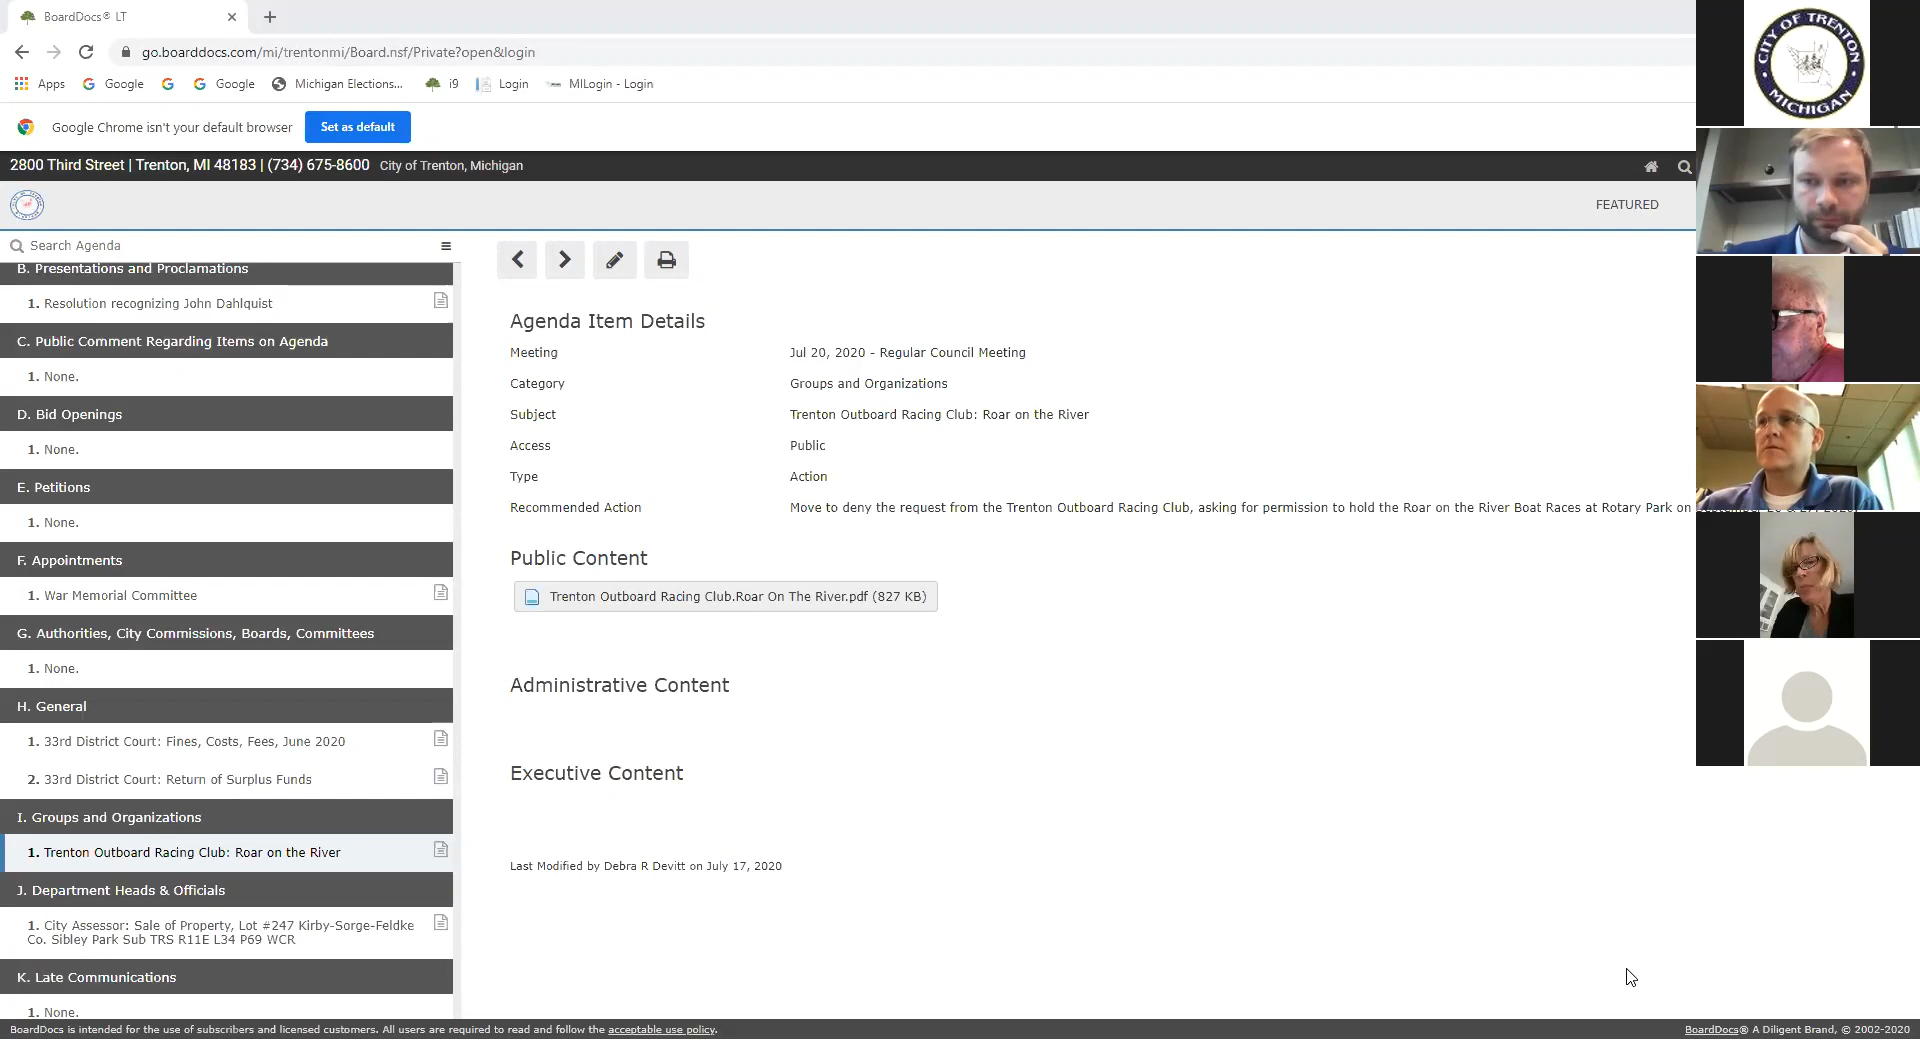 BoardDocs® LT
go.boarddocs.com/mi/trentonmi/Board.nsf/Private?open&login
Apps Google Google Michigan Elections... i9 Login MILogin - Login
Google Chrome isn't your default browser Set as default
2800 Third Street | Trenton, MI 48183 | (734) 675-8600 City of Trenton, Michigan
FEATURED
Search Agenda
B. Presentations and Proclamations
1. Resolution recognizing John Dahlquist
C. Public Comment Regarding Items on Agenda
1. None.
D. Bid Openings
1. None.
E. Petitions
1. None.
F. Appointments
1. War Memorial Committee
G. Authorities, City Commissions, Boards, Committees
1. None.
H. General
1. 33rd District Court: Fines, Costs, Fees, June 2020
2. 33rd District Court: Return of Surplus Funds
I. Groups and Organizations
1. Trenton Outboard Racing Club: Roar on the River
J. Department Heads & Officials
1. City Assessor: Sale of Property, Lot #247 Kirby-Sorge-Feldke
Co. Sibley Park Sub TRS R11E L34 P69 WCR
K. Late Communications
1. None.
Agenda Item Details
Meeting Jul 20, 2020 - Regular Council Meeting
Category Groups and Organizations
Subject Trenton Outboard Racing Club: Roar on the River
Access Public
Type Action
Recommended Action Move to deny the request from the Trenton Outboard Racing Club, asking for permission to hold the Roar on the River Boat Races at Rotary Park on
Public Content
Trenton Outboard Racing Club.Roar On The River.pdf (827 KB)
Administrative Content
Executive Content
Last Modified by Debra R Devitt on July 17, 2020
CITY OF TRENTON
MICHIGAN
BoardDocs is intended for the use of subscribers and licensed customers. All users are required to read and follow the acceptable use policy.
BoardDocs® A Diligent Brand, © 2002-2020